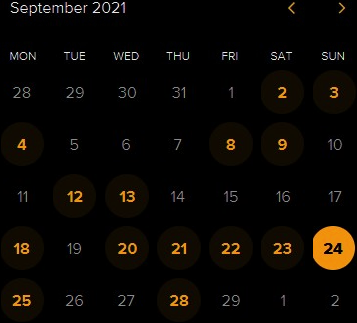 September 2021
MON TUE WED THU FRI SAT SUN
28 29 30 31 1 2 3
4 5 6 7 8 9 10
11 12 13 14 15 16 17
18 19 20 21 22 23 24
25 26 27 28 29 1 2